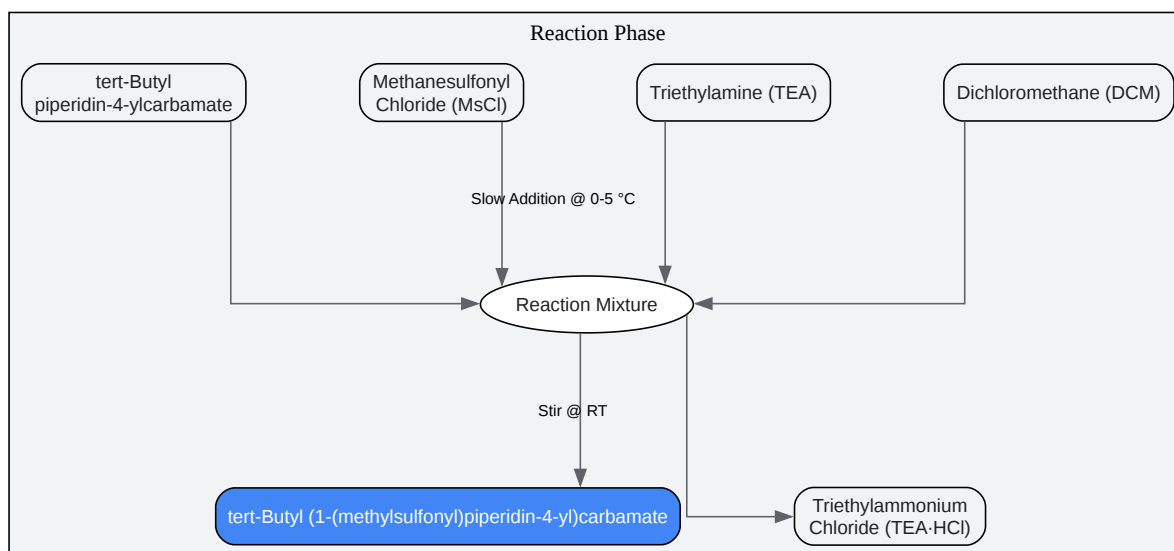 Reaction Phase
tert-Butyl
piperidin-4-ylcarbamate
Methanesulfonyl
Chloride (MsCl)
Triethylamine (TEA)
Dichloromethane (DCM)
Slow Addition @ 0-5 °C
Reaction Mixture
Stir @ RT
tert-Butyl (1-(methylsulfonyl)piperidin-4-yl)carbamate
Triethylammonium
Chloride (TEA·HCl)